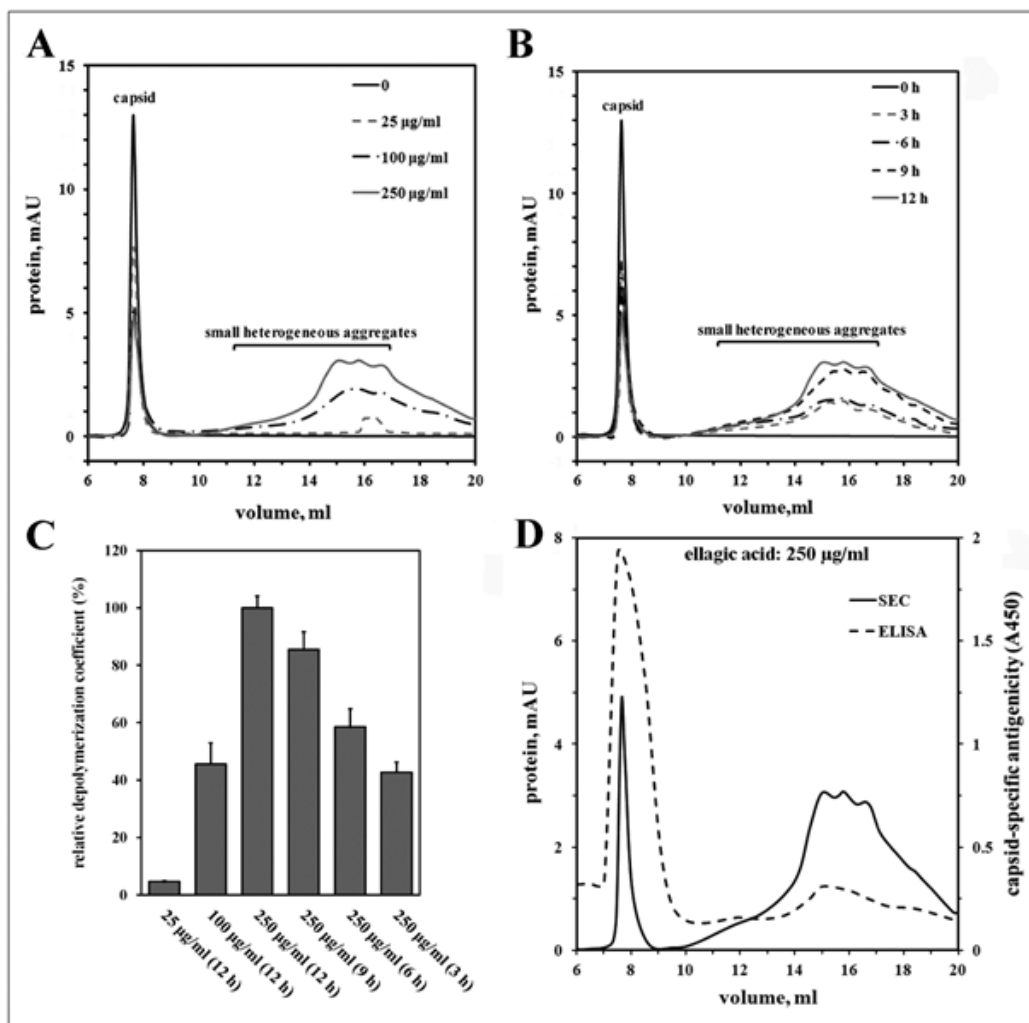 A
15
10
5
0
protein, mAU
capsid
0
25 µg/ml
100 µg/ml
250 µg/ml
small heterogeneous aggregates
6 8 10 12 14 16 18 20
volume, ml
B
15
10
5
0
protein, mAU
capsid
0 h
3 h
6 h
9 h
12 h
small heterogeneous aggregates
6 8 10 12 14 16 18 20
volume,ml
C
120
100
80
60
40
20
0
relative depolymerization coefficient (%)
25 µg/ml (12 h)
100 µg/ml (12 h)
250 µg/ml (12 h)
250 µg/ml (9 h)
250 µg/ml (6 h)
250 µg/ml (3 h)
D
8
6
4
2
0
protein, mAU
ellagic acid: 250 µg/ml
SEC
ELISA
2
1.5
1
0.5
0
capsid-specific antigenicity (A450)
6 8 10 12 14 16 18 20
volume, ml